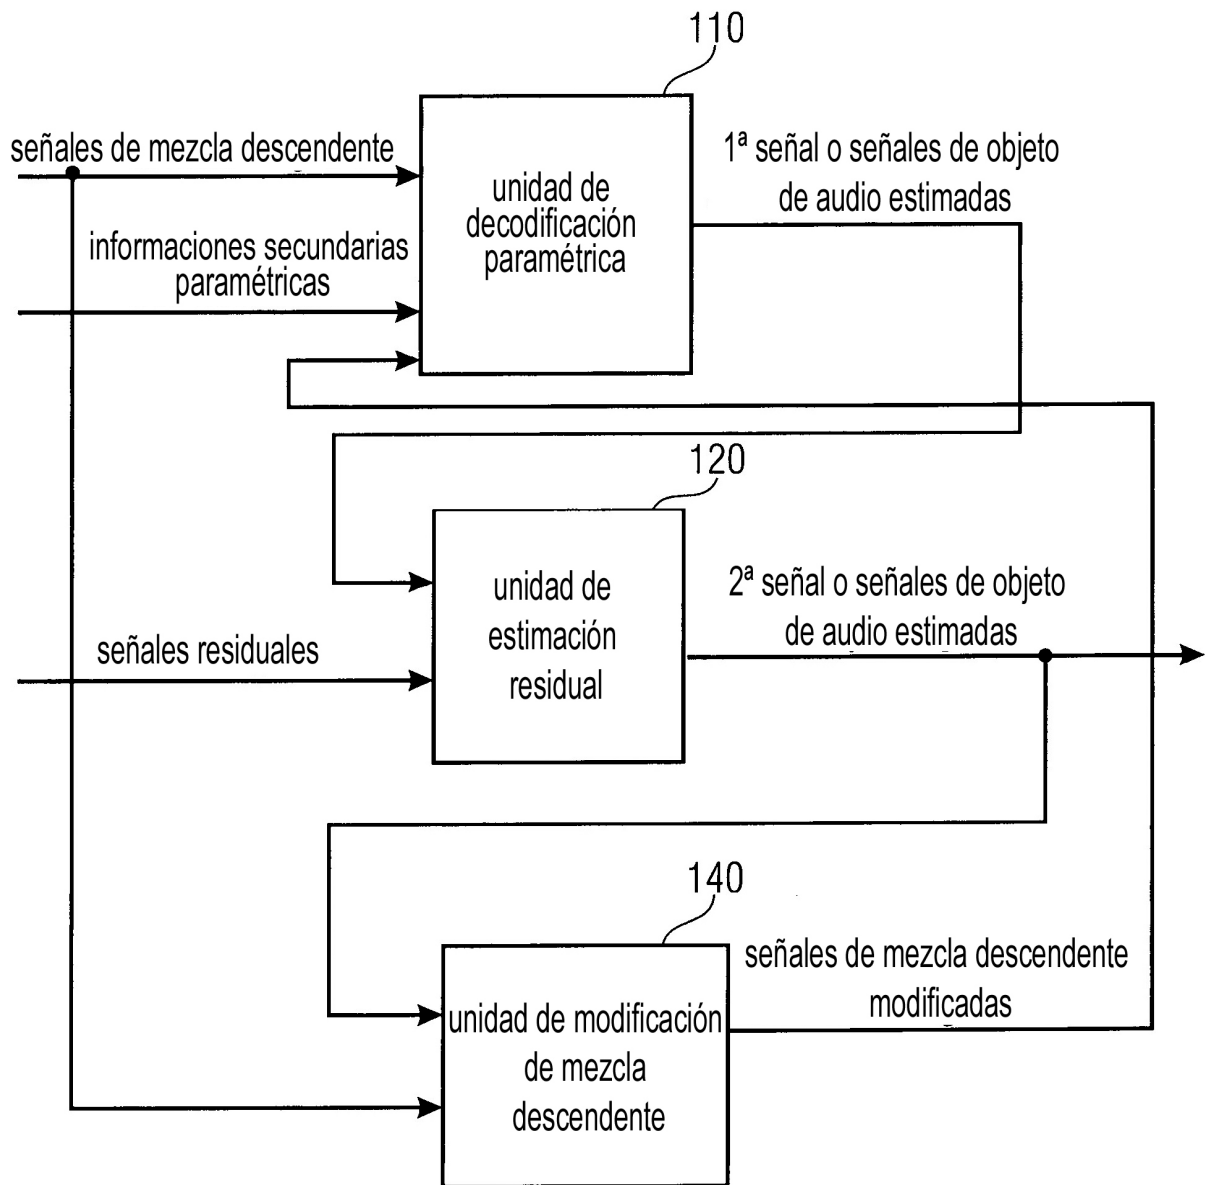 110
señales de mezcla descendente
1ª señal o señales de objeto
de audio estimadas
unidad de
decodificación
paramétrica
informaciones secundarias
paramétricas
120
unidad de
estimación
residual
2ª señal o señales de objeto
de audio estimadas
señales residuales
140
señales de mezcla descendente
modificadas
unidad de modificación
de mezcla
descendente